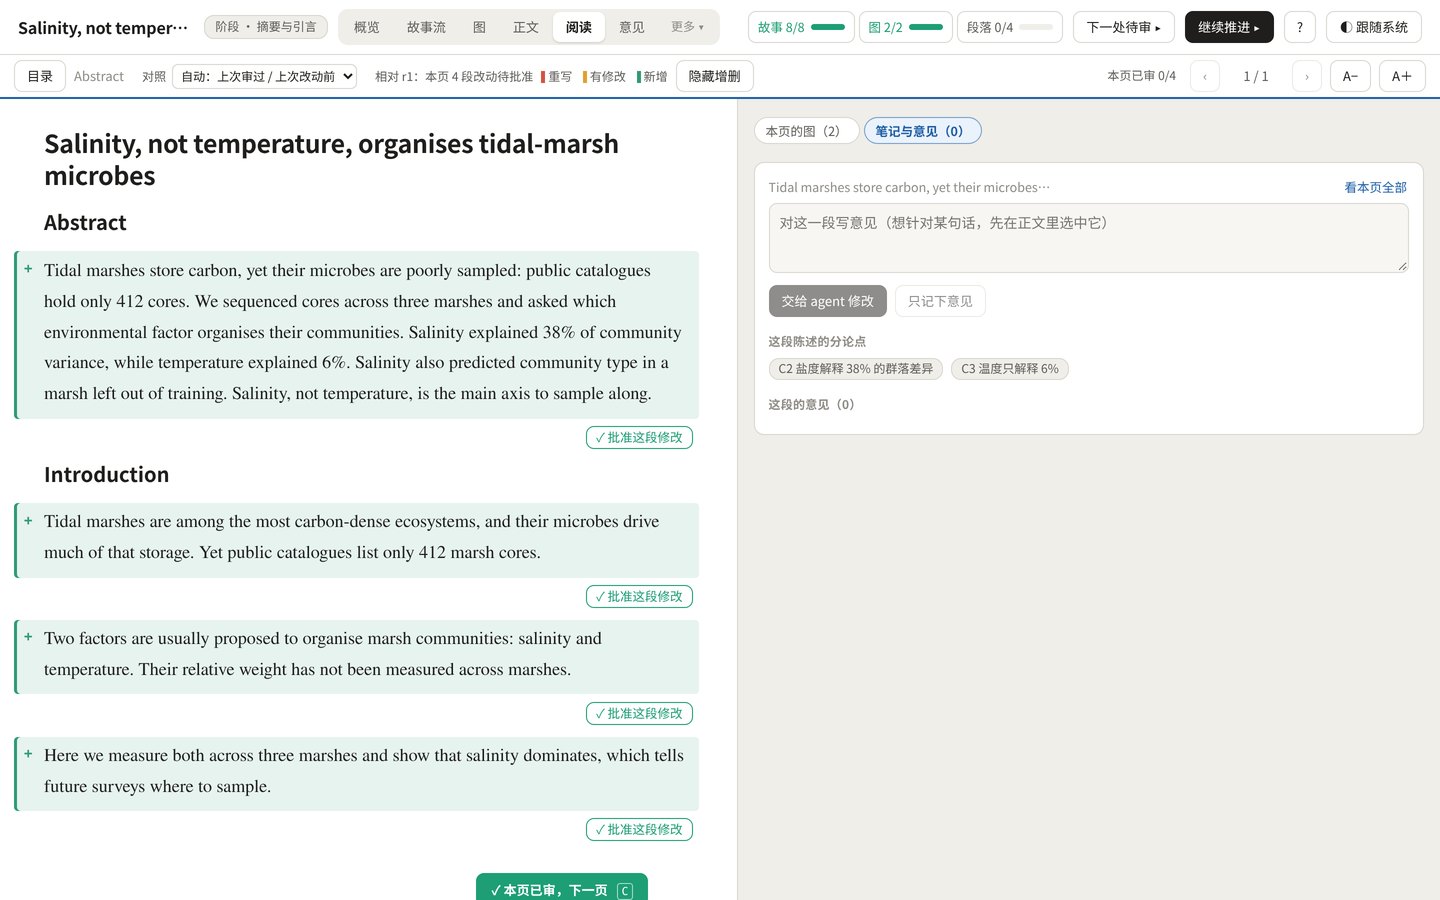 Salinity, not temper⋯ 阶段 · 摘要与引言 概览 故事流 图 正文 阅读 意见 更多 ▾ 故事 8/8 图 2/2 段落 0/4 下一处待审 ▸ 继续推进 ▸ ? 跟随系统
目录 Abstract 对照 自动：上次审过 / 上次改动前 相对 r1：本页 4 段改动待批准 重写 有修改 新增 隐藏增删 本页已审 0/4 ‹ 1 / 1 › A− A＋
Salinity, not temperature, organises tidal-marsh
microbes
Abstract
+ Tidal marshes store carbon, yet their microbes are poorly sampled: public catalogues
hold only 412 cores. We sequenced cores across three marshes and asked which
environmental factor organises their communities. Salinity explained 38% of community
variance, while temperature explained 6%. Salinity also predicted community type in a
marsh left out of training. Salinity, not temperature, is the main axis to sample along.
✓ 批准这段修改
Introduction
+ Tidal marshes are among the most carbon-dense ecosystems, and their microbes drive
much of that storage. Yet public catalogues list only 412 marsh cores.
✓ 批准这段修改
+ Two factors are usually proposed to organise marsh communities: salinity and
temperature. Their relative weight has not been measured across marshes.
✓ 批准这段修改
+ Here we measure both across three marshes and show that salinity dominates, which tells
future surveys where to sample.
✓ 批准这段修改
✓ 本页已审，下一页 C
本页的图（2） 笔记与意见（0）
Tidal marshes store carbon, yet their microbes⋯ 看本页全部
对这一段写意见（想针对某句话，先在正文里选中它）
交给 agent 修改 只记下意见
这段陈述的分论点
C2 盐度解释 38% 的群落差异 C3 温度只解释 6%
这段的意见（0）